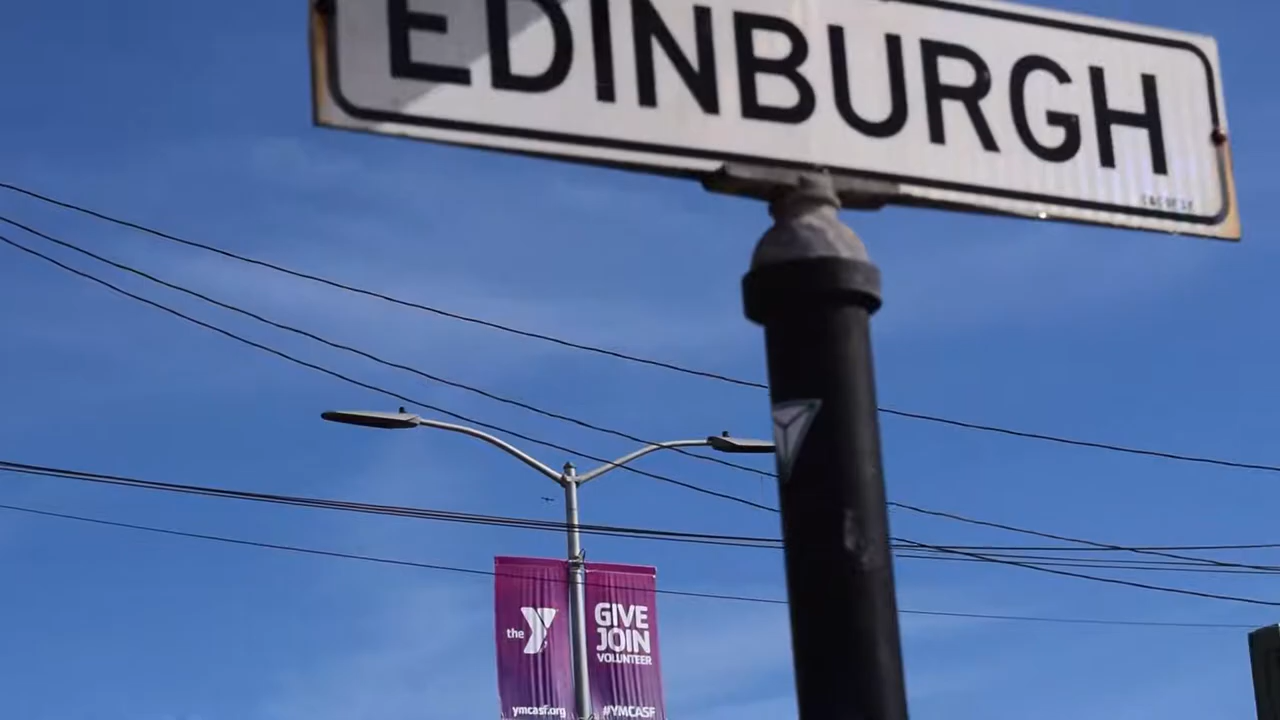 EDINBURGH
the Y
ymcasf.org
GIVE
JOIN
VOLUNTEER
#YMCASF